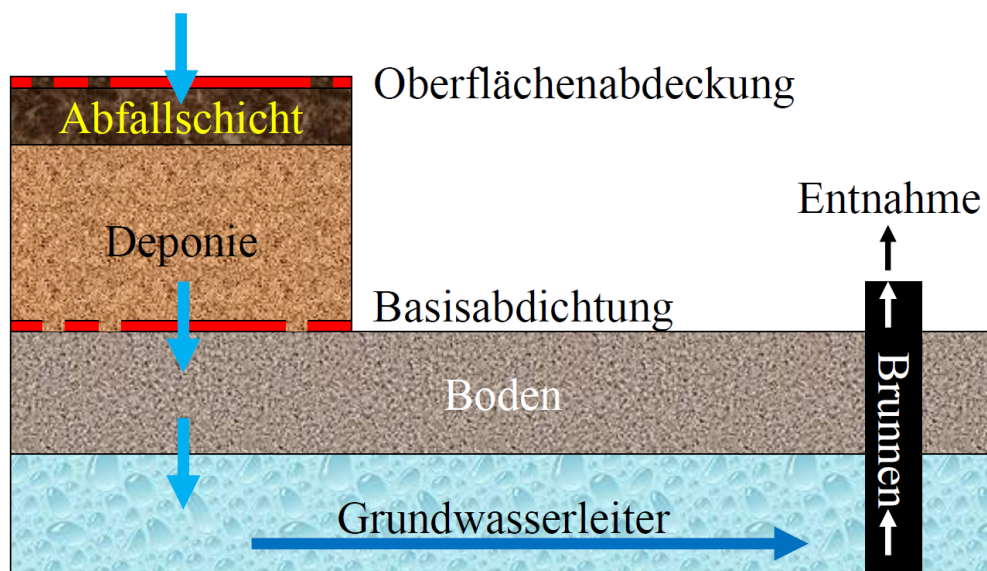 Oberflächenabdeckung
Abfallschicht
Entnahme
Deponie
Basisabdichtung
Brunnen
Boden
Grundwasserleiter